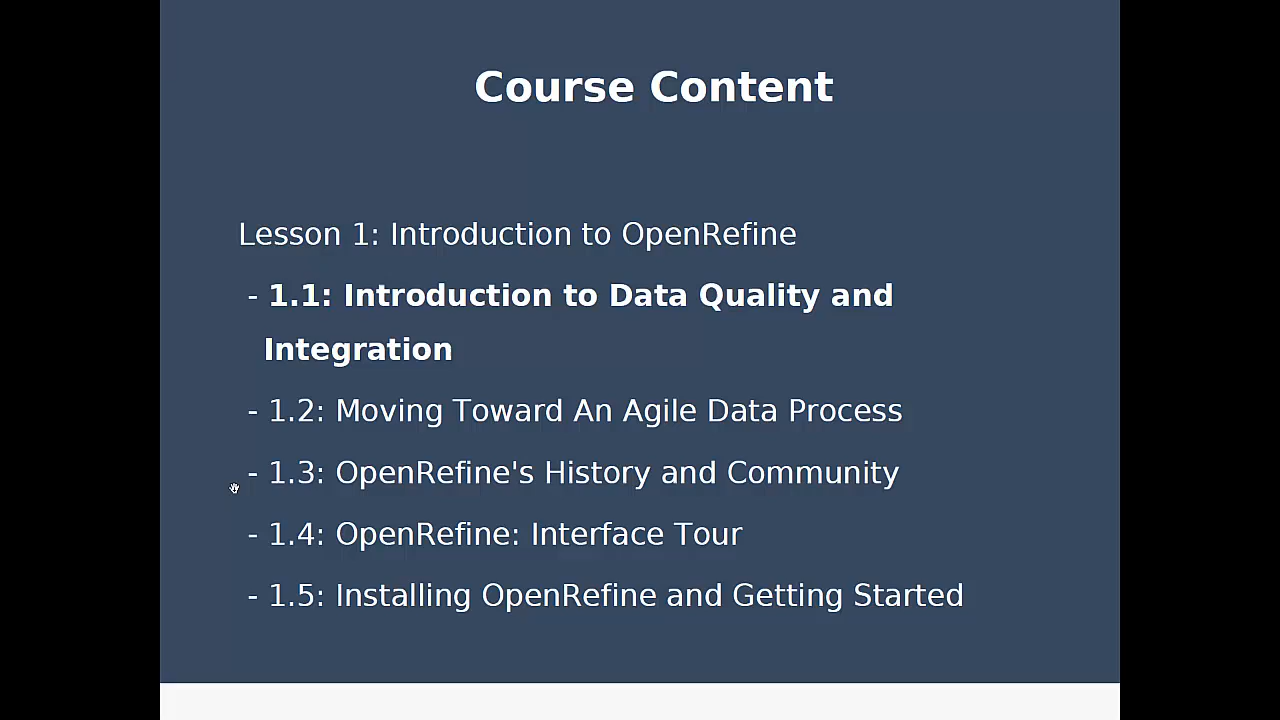 Course Content
Lesson 1: Introduction to OpenRefine
- 1.1: Introduction to Data Quality and
Integration
- 1.2: Moving Toward An Agile Data Process
- 1.3: OpenRefine's History and Community
- 1.4: OpenRefine: Interface Tour
- 1.5: Installing OpenRefine and Getting Started